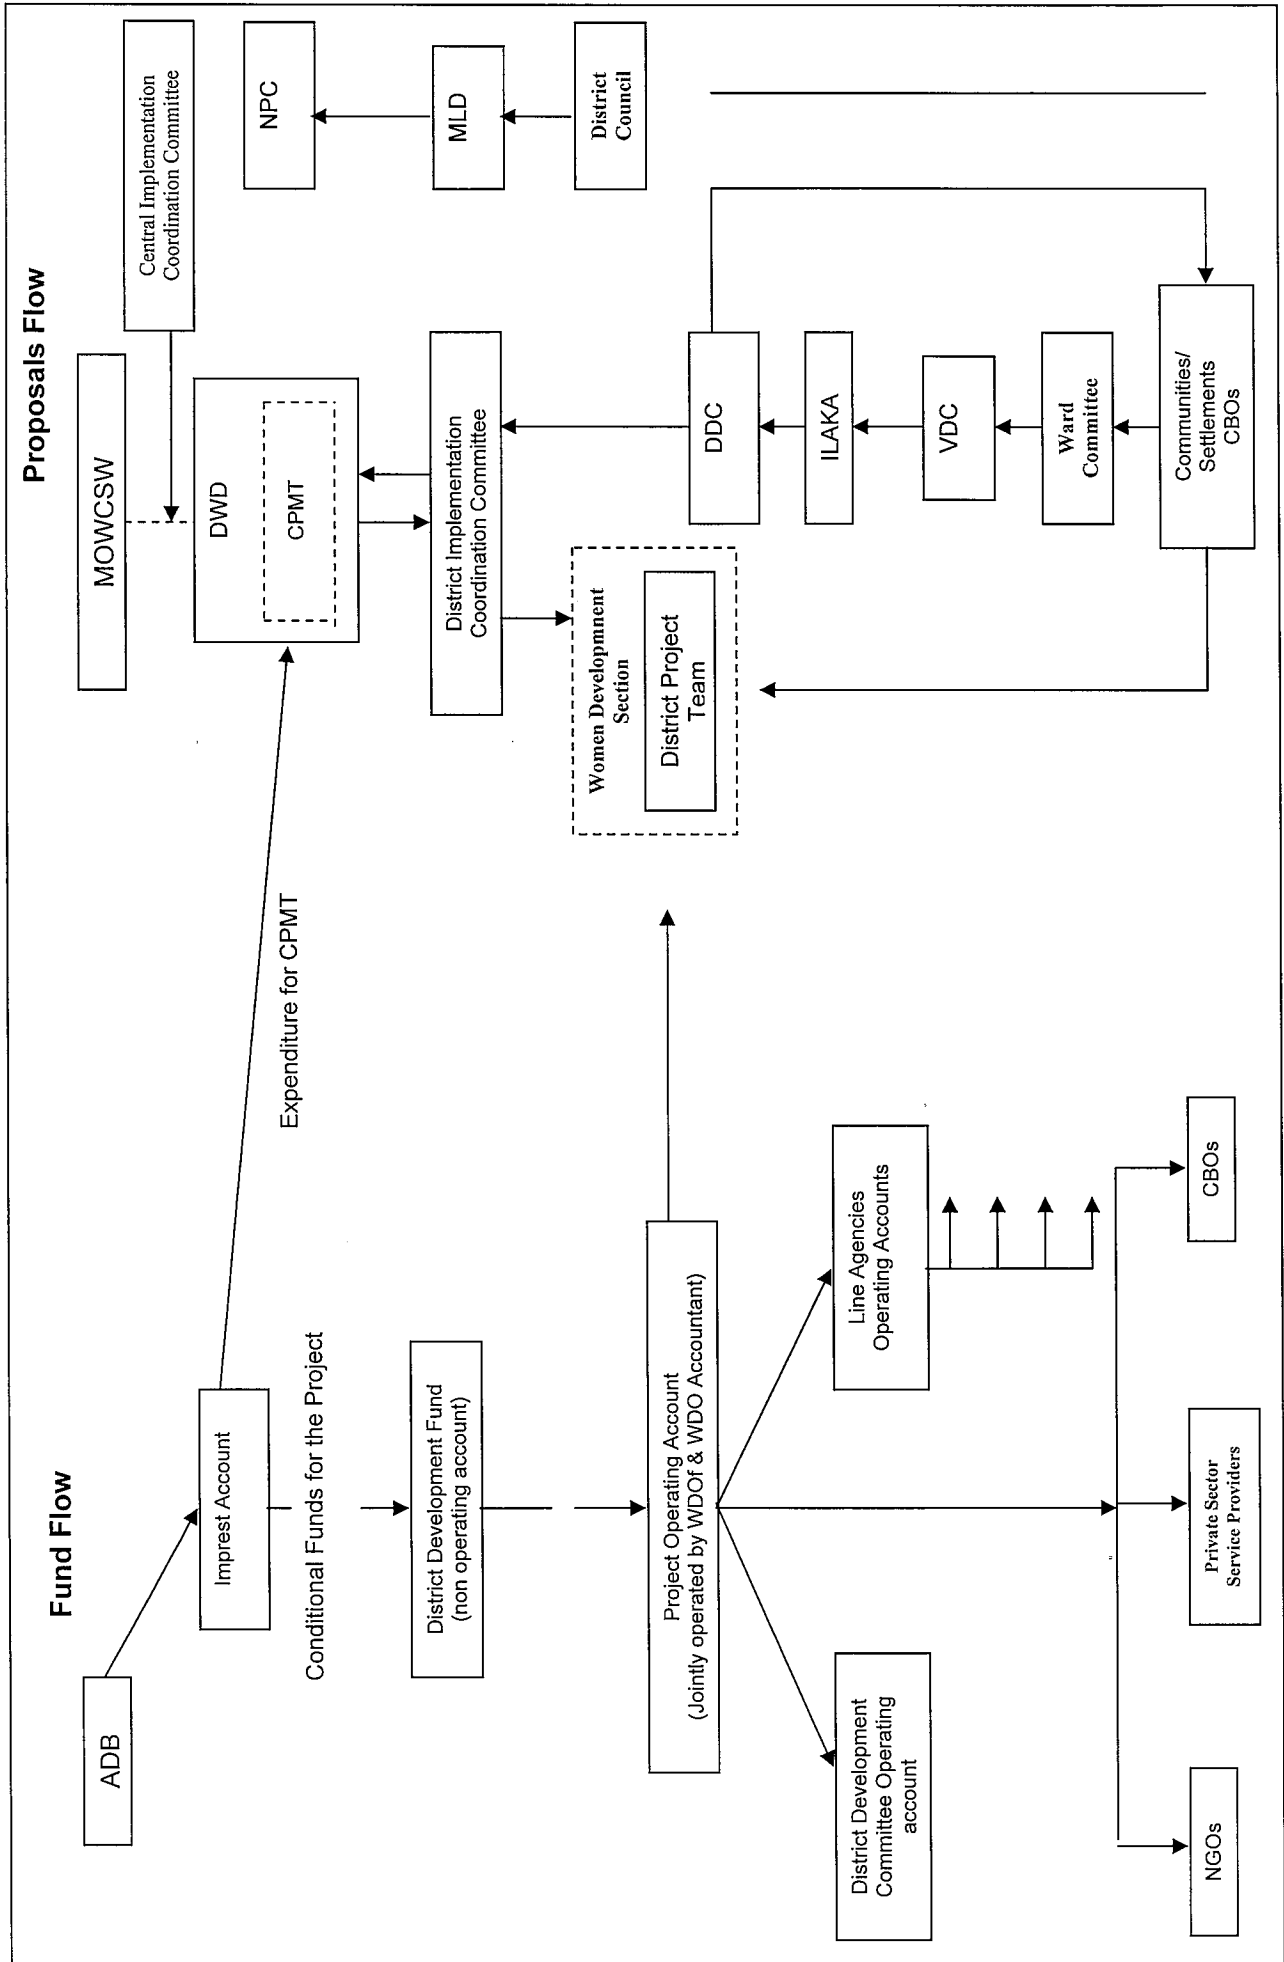 Fund Flow
ADB
Imprest Account
Expenditure for CPMT
Conditional Funds for the Project
District Development Fund
(non operating account)
Project Operating Account
(Jointly operated by WDOf & WDO Accountant)
District Development
Committee Operating
account
Line Agencies
Operating Accounts
NGOs
Private Sector
Service Providers
CBOs
Proposals Flow
MOWCSW
Central Implementation
Coordination Committee
DWD
CPMT
NPC
District Implementation
Coordination Committee
MLD
Women Development
Section
District Project
Team
District
Council
DDC
ILAKA
VDC
Ward
Committee
Communities/
Settlements
CBOs